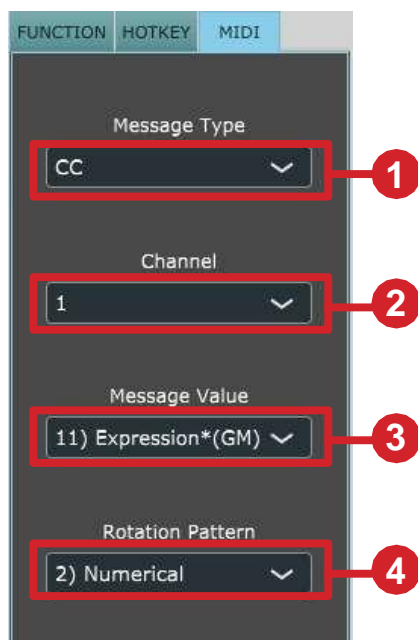 FUNCTION HOTKEY MIDI
Message Type
CC
1
Channel
1
2
Message Value
11) Expression*(GM)
3
Rotation Pattern
2) Numerical
4